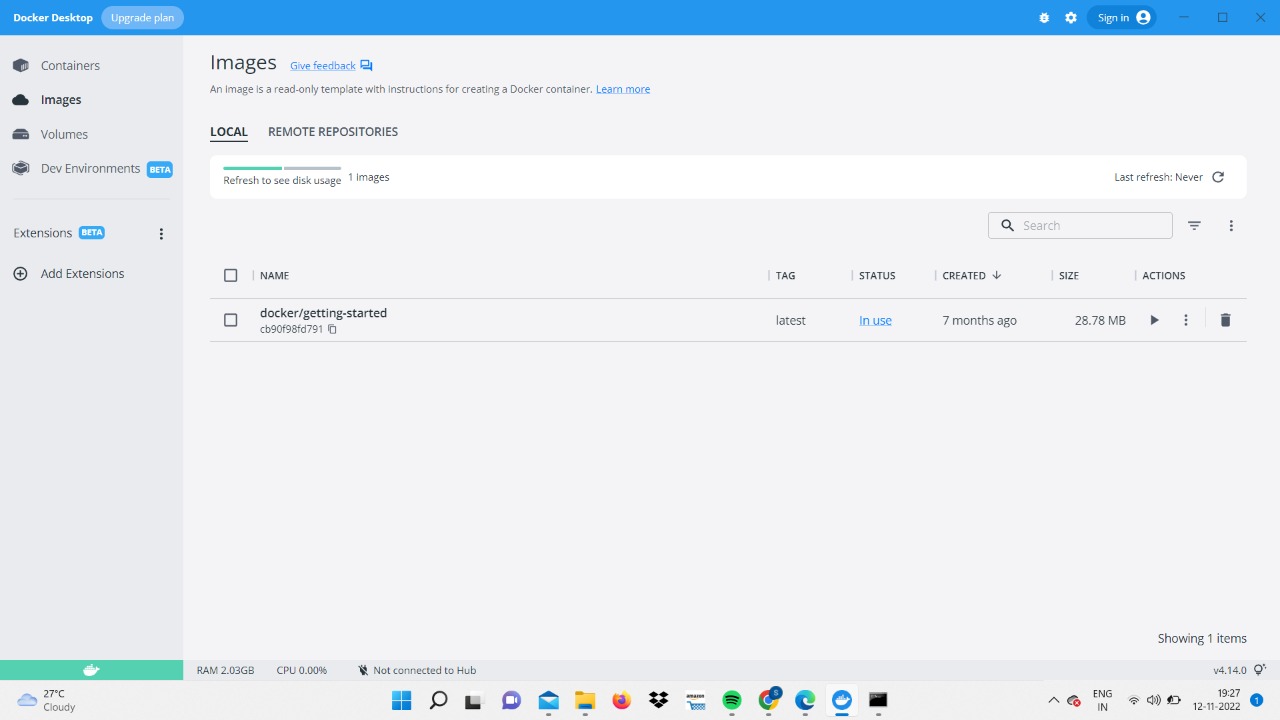 Docker Desktop Upgrade plan Sign in
Containers
Images
Volumes
Dev Environments BETA
Extensions BETA
Add Extensions
Images Give feedback
An image is a read-only template with instructions for creating a Docker container. Learn more
LOCAL REMOTE REPOSITORIES
Refresh to see disk usage 1 Images Last refresh: Never
Search
NAME TAG STATUS CREATED SIZE ACTIONS
docker/getting-started latest In use 7 months ago 28.78 MB
cb90f98fd791
Showing 1 items
RAM 2.03GB CPU 0.00% Not connected to Hub v4.14.0
27°C
Cloudy
amazon
S
ENG
IN
19:27
12-11-2022
1